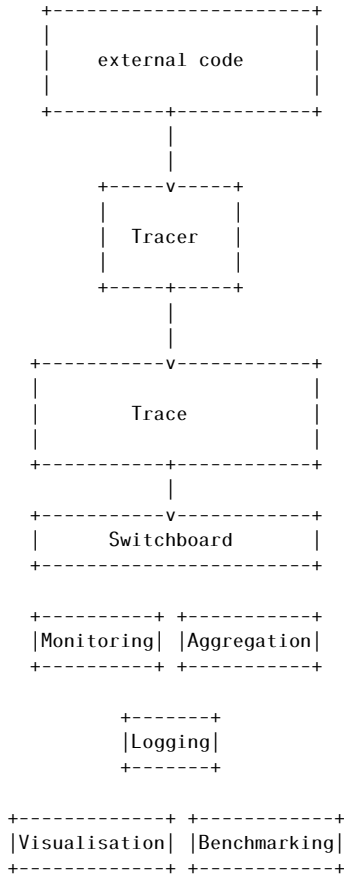 external code
Tracer
Trace
Switchboard
Monitoring Aggregation
Logging
Visualisation Benchmarking